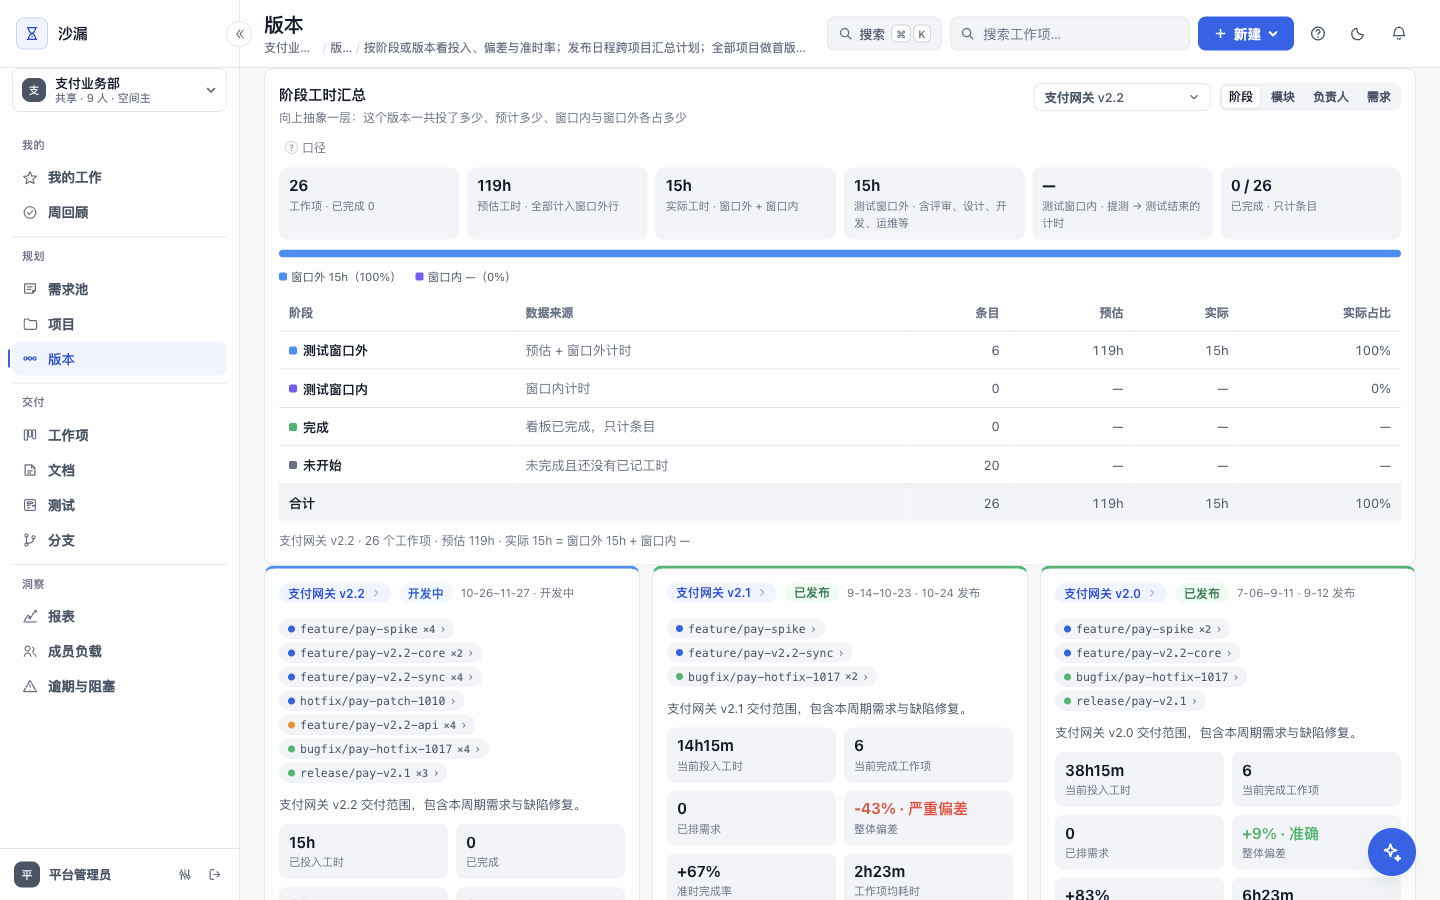 沙漏
版本
支付业... / 版... / 按阶段或版本看投入、偏差与准时率；发布日程跨项目汇总计划；全部项目做首版...
搜索 ⌘ K
搜索工作项...
+ 新建
支 支付业务部
共享 · 9 人 · 空间主
我的
我的工作
周回顾
规划
需求池
项目
版本
交付
工作项
文档
测试
分支
洞察
报表
成员负载
逾期与阻塞
平 平台管理员
阶段工时汇总
向上抽象一层：这个版本一共投了多少、预计多少、窗口内与窗口外各占多少
支付网关 v2.2
阶段 模块 负责人 需求
? 口径
26
工作项 · 已完成 0
119h
预估工时 · 全部计入窗口外行
15h
实际工时 · 窗口外 + 窗口内
15h
测试窗口外 · 含评审、设计、开
发、运维等
—
测试窗口内 · 提测 → 测试结束的
计时
0 / 26
已完成 · 只计条目
窗口外 15h（100%） 窗口内 —（0%）
阶段 数据来源 条目 预估 实际 实际占比
测试窗口外 预估 + 窗口外计时 6 119h 15h 100%
测试窗口内 窗口内计时 0 — — 0%
完成 看板已完成，只计条目 0 — — —
未开始 未完成且还没有已记工时 20 — — —
合计 26 119h 15h 100%
支付网关 v2.2 · 26 个工作项 · 预估 119h · 实际 15h = 窗口外 15h + 窗口内 —
支付网关 v2.2 › 开发中 10-26–11-27 · 开发中
feature/pay-spike ×4 ›
feature/pay-v2.2-core ×2 ›
feature/pay-v2.2-sync ×4 ›
hotfix/pay-patch-1010 ›
feature/pay-v2.2-api ×4 ›
bugfix/pay-hotfix-1017 ×4 ›
release/pay-v2.1 ×3 ›
支付网关 v2.2 交付范围，包含本周期需求与缺陷修复。
15h
已投入工时
0
已完成
支付网关 v2.1 › 已发布 9-14–10-23 · 10-24 发布
feature/pay-spike ›
feature/pay-v2.2-sync ›
bugfix/pay-hotfix-1017 ×2 ›
支付网关 v2.1 交付范围，包含本周期需求与缺陷修复。
14h15m
当前投入工时
6
当前完成工作项
0
已排需求
-43% · 严重偏差
整体偏差
+67%
准时完成率
2h23m
工作项均耗时
支付网关 v2.0 › 已发布 7-06–9-11 · 9-12 发布
feature/pay-spike ×2 ›
feature/pay-v2.2-core ›
bugfix/pay-hotfix-1017 ›
release/pay-v2.1 ›
支付网关 v2.0 交付范围，包含本周期需求与缺陷修复。
38h15m
当前投入工时
6
当前完成工作项
0
已排需求
+9% · 准确
整体偏差
+83%
6h23m